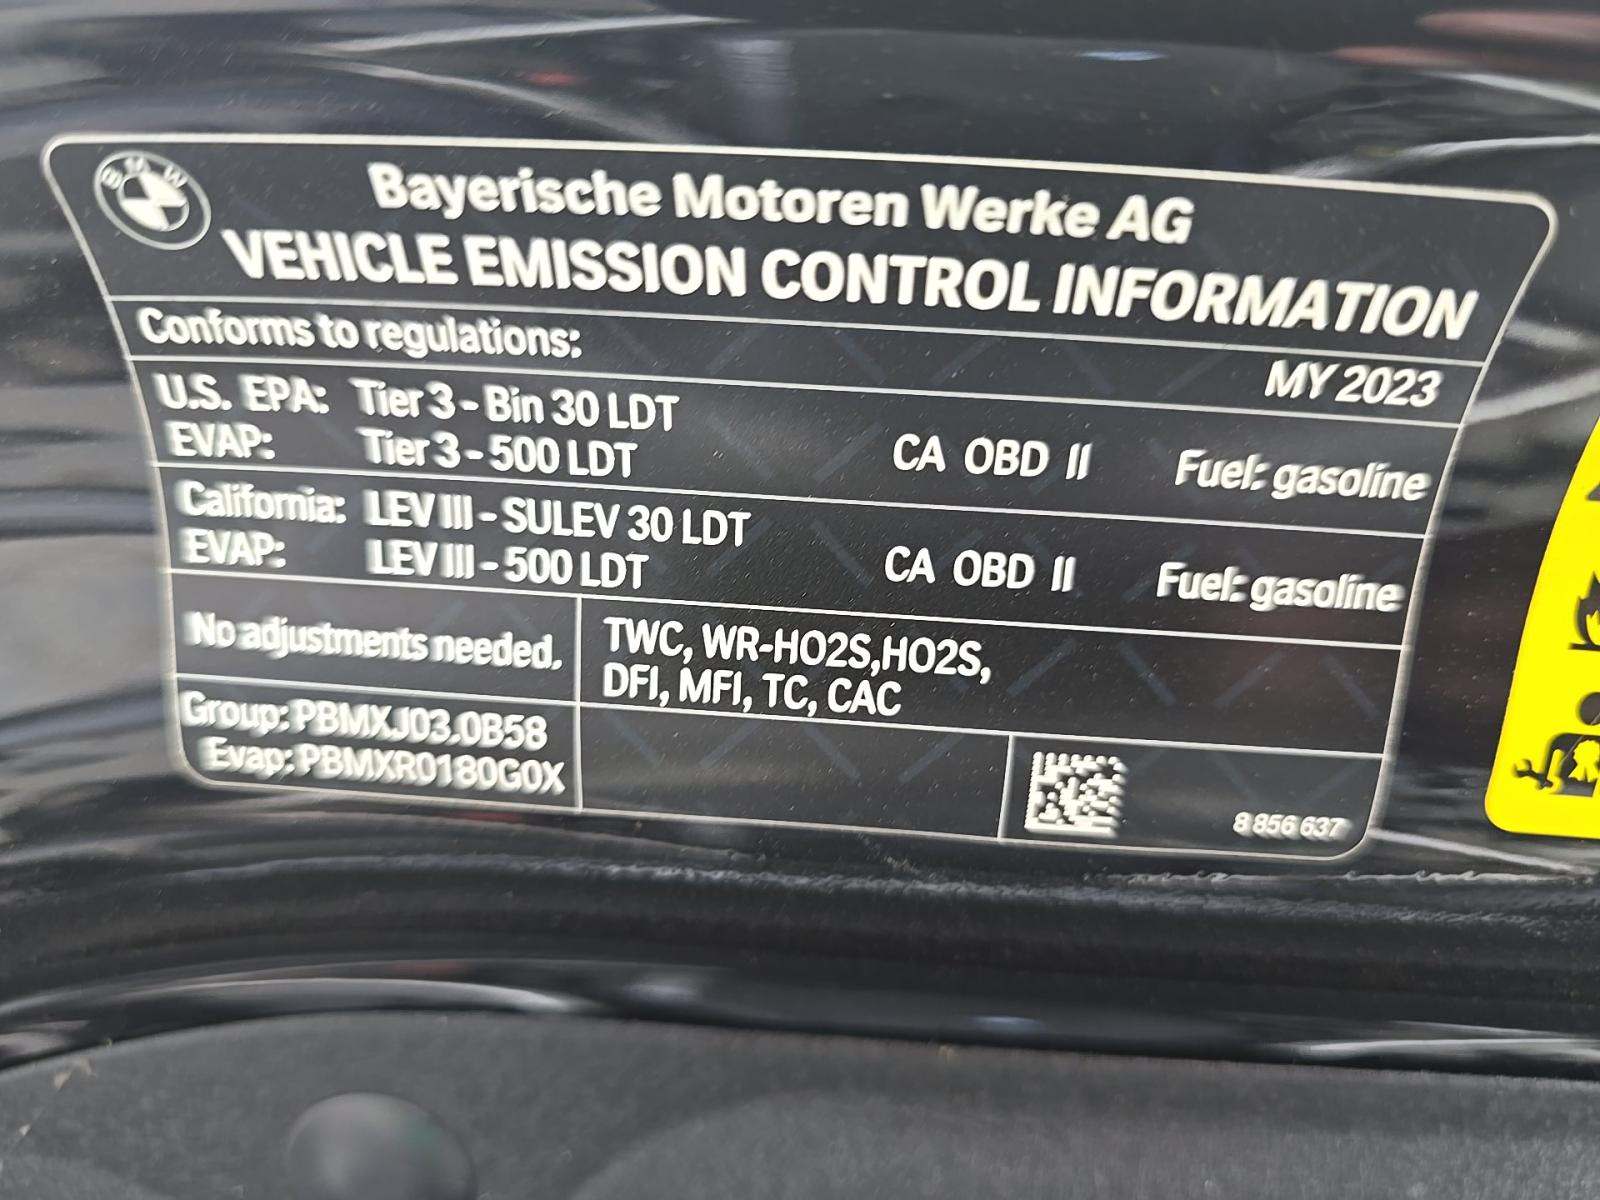 BMW
Bayerische Motoren Werke AG
VEHICLE EMISSION CONTROL INFORMATION
Conforms to regulations:
MY 2023
U.S. EPA: Tier 3 - Bin 30 LDT
EVAP: Tier 3 - 500 LDT CA OBD II Fuel: gasoline
California: LEV III - SULEV 30 LDT
EVAP: LEV III - 500 LDT CA OBD II Fuel: gasoline
No adjustments needed.
TWC, WR-HO2S,HO2S,
DFI, MFI, TC, CAC
Group: PBMXJ03.0B58
Evap: PBMXR0180G0X
8 856 637